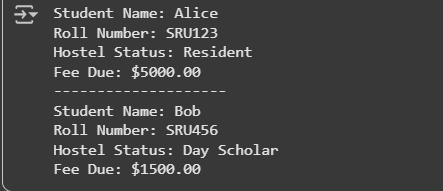 Student Name: Alice
Roll Number: SRU123
Hostel Status: Resident
Fee Due: $5000.00
--------------------
Student Name: Bob
Roll Number: SRU456
Hostel Status: Day Scholar
Fee Due: $1500.00